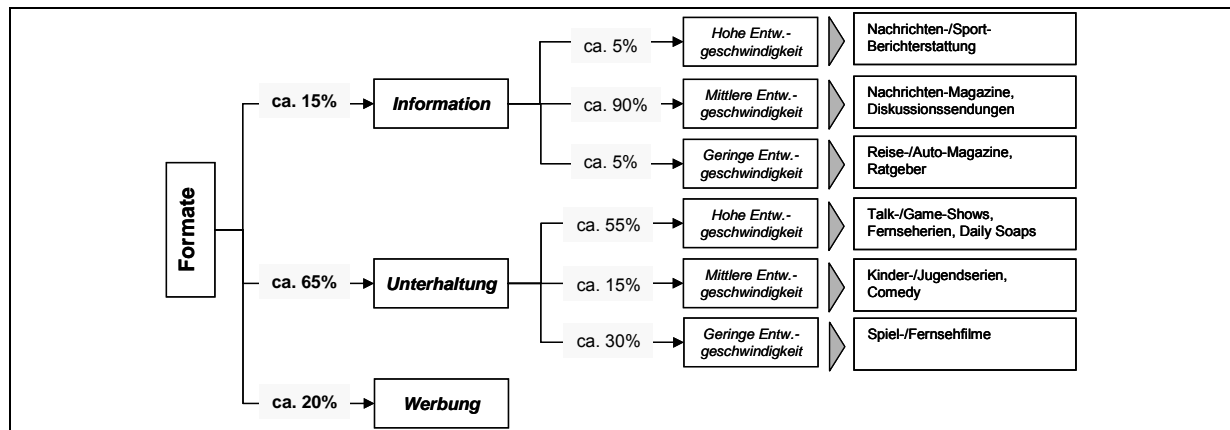 Formate
ca. 15%
Information
ca. 5%
Hohe Entw.-
geschwindigkeit
Nachrichten-/Sport-
Berichterstattung
ca. 90%
Mittlere Entw.-
geschwindigkeit
Nachrichten-Magazine,
Diskussionssendungen
ca. 5%
Geringe Entw.-
geschwindigkeit
Reise-/Auto-Magazine,
Ratgeber
ca. 65%
Unterhaltung
ca. 55%
Hohe Entw.-
geschwindigkeit
Talk-/Game-Shows,
Fernseherien, Daily Soaps
ca. 15%
Mittlere Entw.-
geschwindigkeit
Kinder-/Jugendserien,
Comedy
ca. 30%
Geringe Entw.-
geschwindigkeit
Spiel-/Fernsehfilme
ca. 20%
Werbung